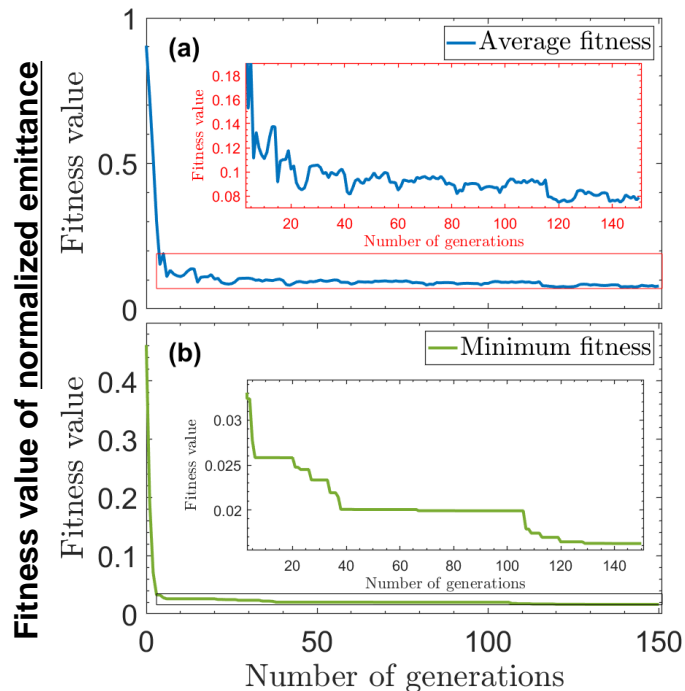 Fitness value of normalized emittance
(a)
Average fitness
Fitness value
1
0.5
0
Fitness value
0.18
0.16
0.14
0.12
0.1
0.08
20 40 60 80 100 120 140
Number of generations
(b)
Minimum fitness
Fitness value
0.4
0.3
0.2
0.1
0
Fitness value
0.03
0.025
0.02
20 40 60 80 100 120 140
Number of generations
0 50 100 150
Number of generations